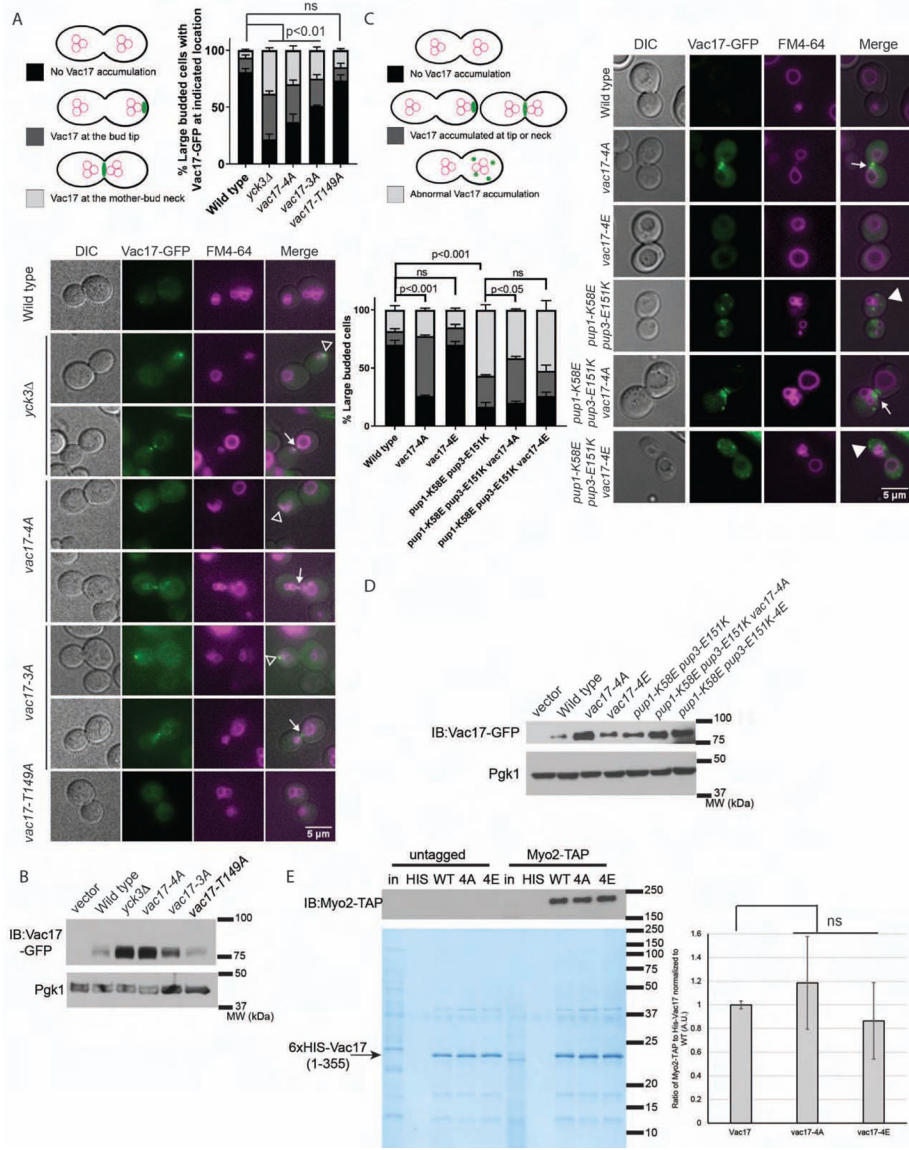 A
No Vac17 accumulation
Vac17 at the bud tip
Vac17 at the mother-bud neck
% Large budded cells with
Vac17-GFP at indicated location
100
50
0
ns
p<0.01
Wild type
yck3Δ
vac17-4A
vac17-3A
vac17-T149A
DIC
Vac17-GFP
FM4-64
Merge
Wild type
yck3Δ
vac17-4A
vac17-3A
vac17-T149A
5 µm
B
vector
Wild type
yck3Δ
vac17-4A
vac17-3A
vac17-T149A
IB:Vac17
-GFP
Pgk1
100
75
50
37
MW (kDa)
C
No Vac17 accumulation
Vac17 accumulated at tip or neck
Abnormal Vac17 accumulation
% Large budded cells
100
50
0
p<0.001
ns
p<0.001
ns
p<0.05
Wild type
vac17-4A
vac17-4E
pup1-K58E pup3-E151K
pup1-K58E pup3-E151K vac17-4A
pup1-K58E pup3-E151K vac17-4E
DIC
Vac17-GFP
FM4-64
Merge
Wild type
vac17-4A
vac17-4E
pup1-K58E
pup3-E151K
pup1-K58E
pup3-E151K
vac17-4A
pup1-K58E
pup3-E151K
vac17-4E
5 µm
D
vector
Wild type
vac17-4A
vac17-4E
pup1-K58E pup3-E151K
pup1-K58E pup3-E151K vac17-4A
pup1-K58E pup3-E151K-4E
IB:Vac17-GFP
Pgk1
100
75
50
37
MW (kDa)
E
untagged
Myo2-TAP
in HIS WT 4A 4E in HIS WT 4A 4E
IB:Myo2-TAP
250
150
250
150
100
75
50
37
25
20
15
10
6xHIS-Vac17
(1-355)
Ratio of Myo2-TAP to His-Vac17 normalized to
WT (A.U.)
ns
1.6
1.4
1.2
1
0.8
0.6
0.4
0.2
0
Vac17
vac17-4A
vac17-4E